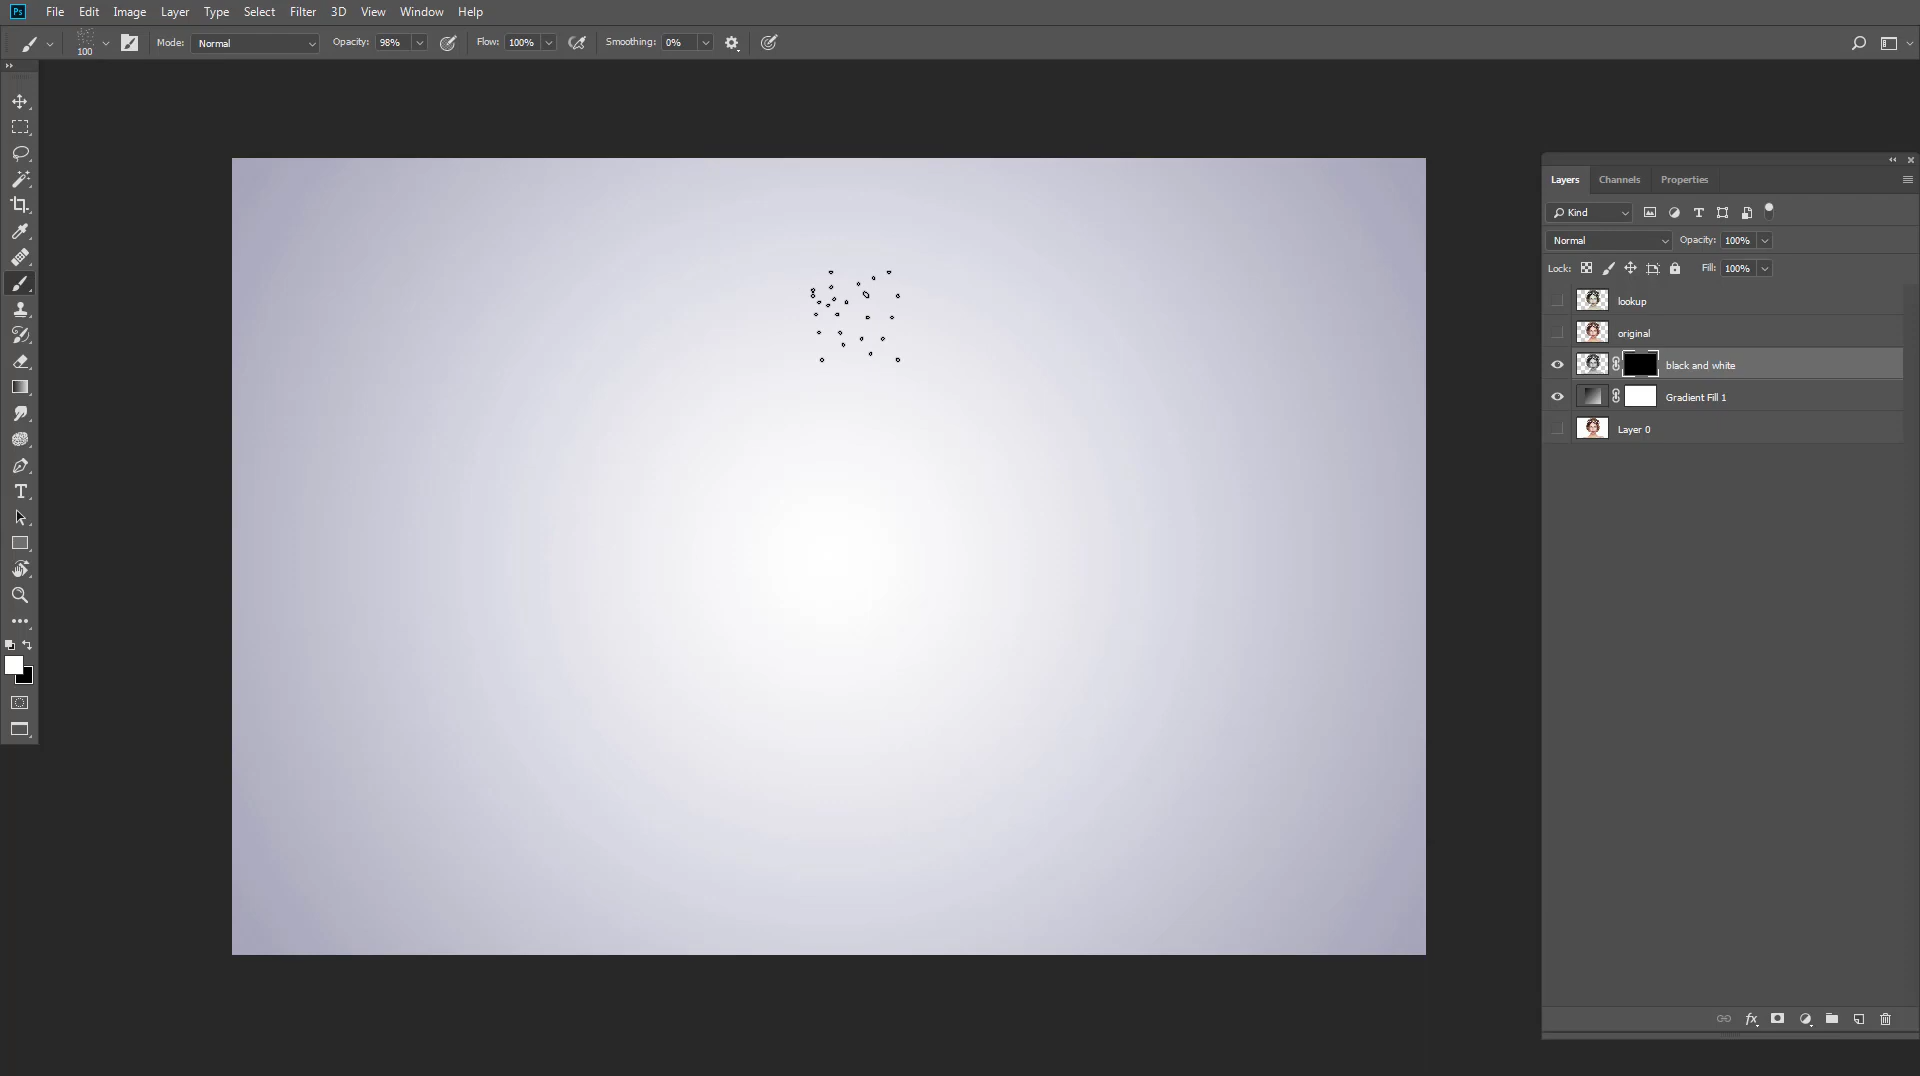 Ps File Edit Image Layer Type Select Filter 3D View Window Help
100 Mode: Normal Opacity: 98% Flow: 100% Smoothing: 0%
Layers Channels Properties
Kind
Normal Opacity: 100%
Lock: Fill: 100%
lookup
original
black and white
Gradient Fill 1
Layer 0
fx